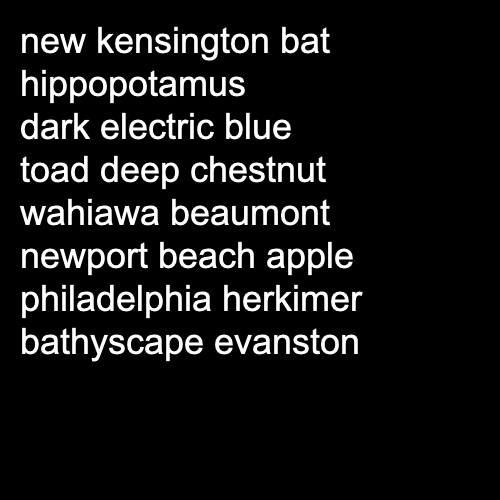 new kensington bat
hippopotamus
dark electric blue
toad deep chestnut
wahiawa beaumont
newport beach apple
philadelphia herkimer
bathyscape evanston